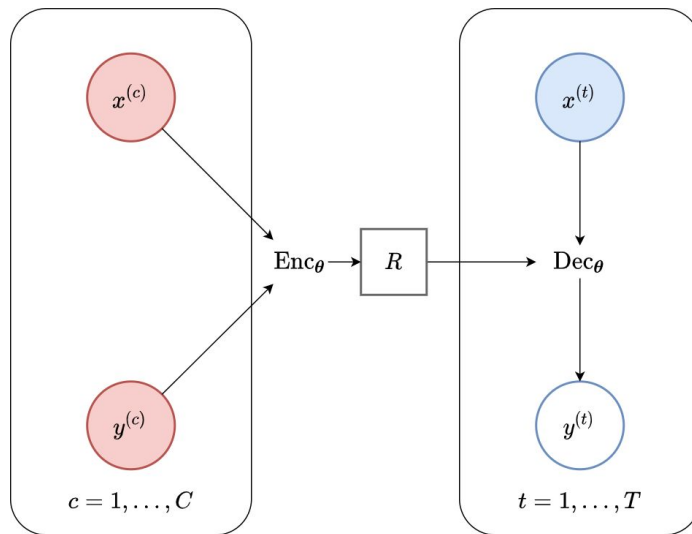 x^{(c)}
x^{(t)}
Enc_θ
R
Dec_θ
y^{(c)}
y^{(t)}
c = 1, …, C
t = 1, …, T